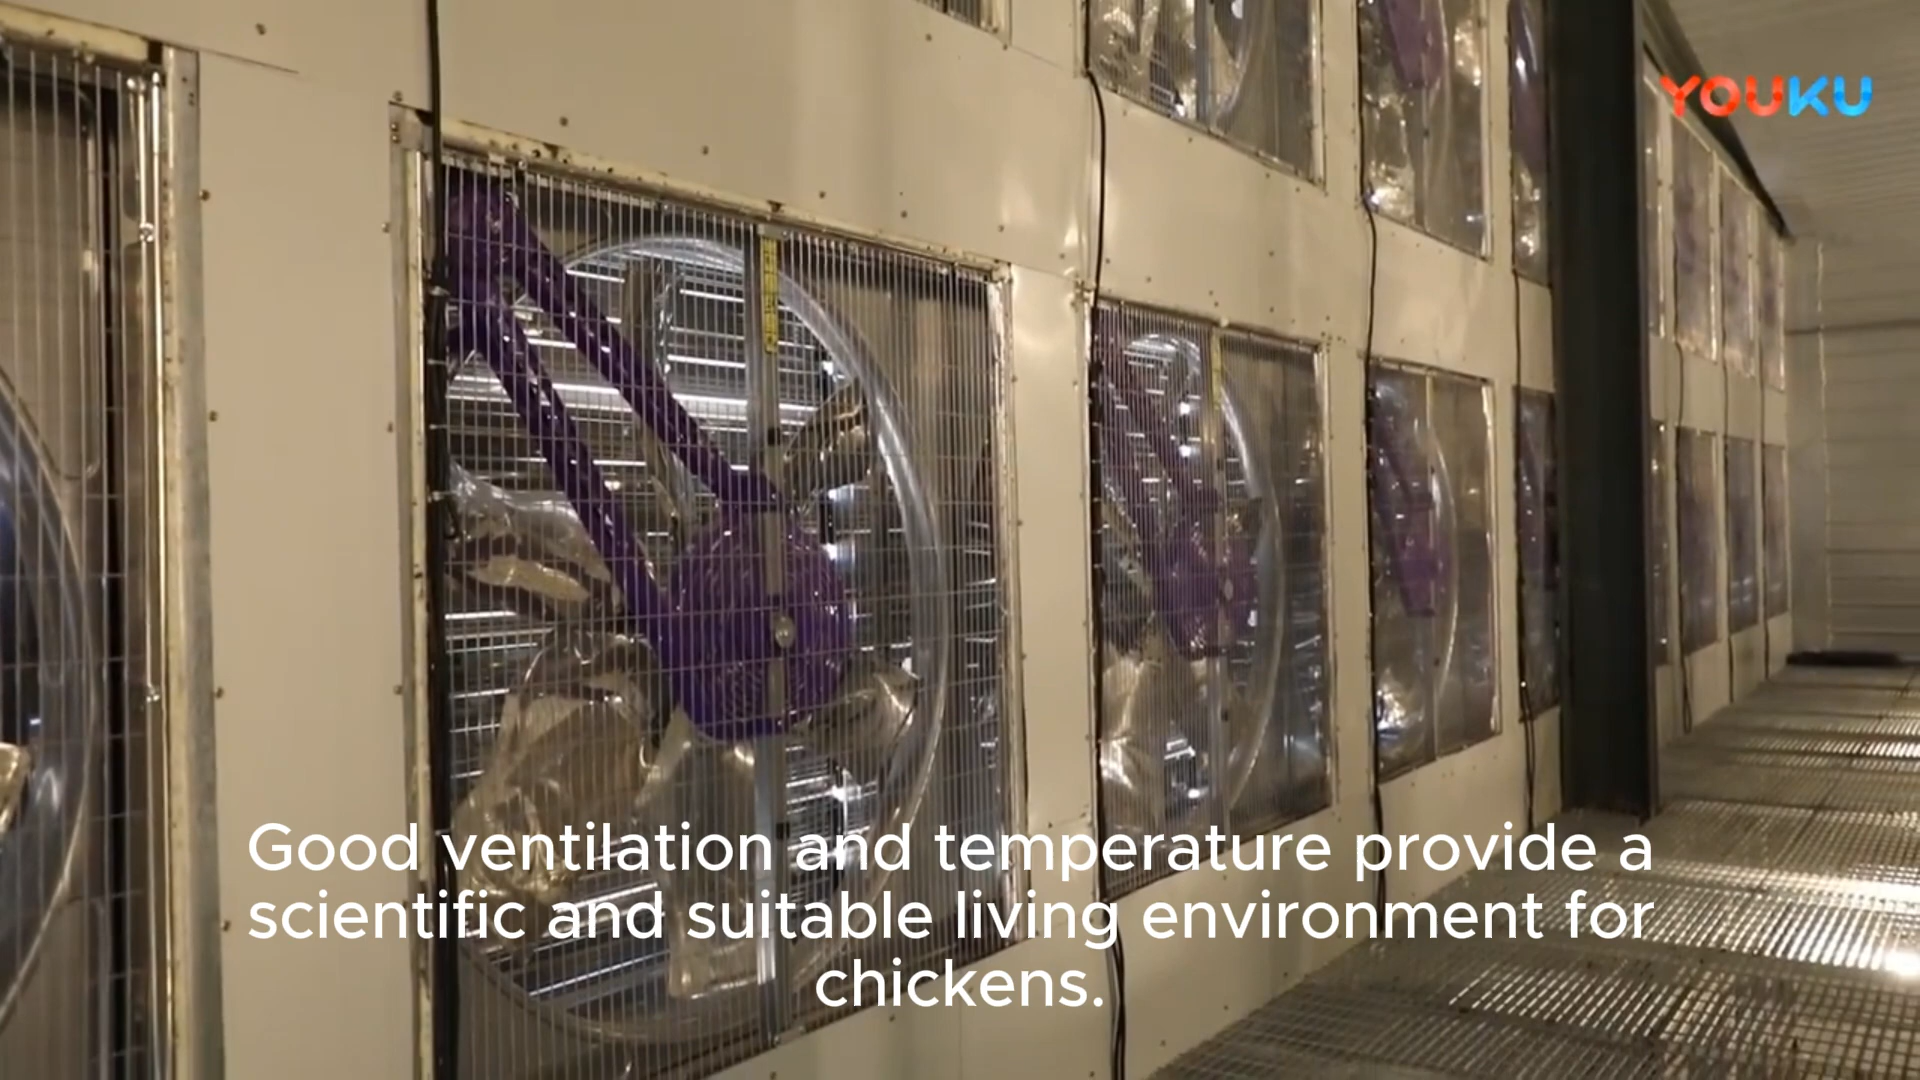 YOUKU
Good ventilation and temperature provide a
scientific and suitable living environment for
chickens.